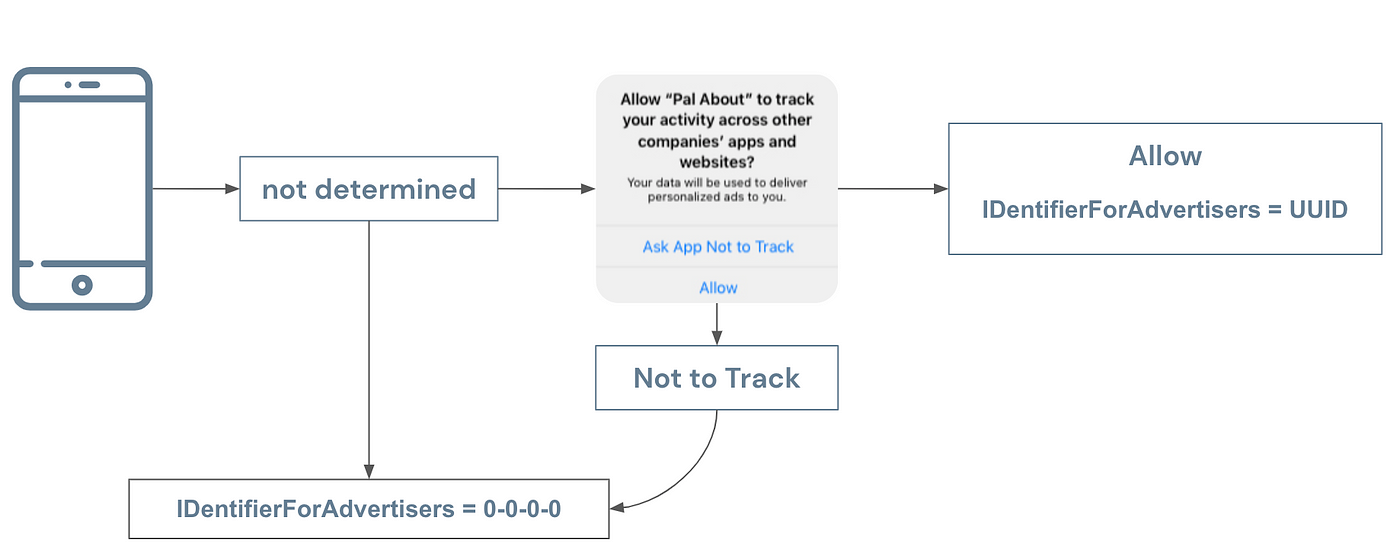 not determined
Allow “Pal About” to track
your activity across other
companies’ apps and
websites?
Your data will be used to deliver
personalized ads to you.
Ask App Not to Track
Allow
Allow
IDentifierForAdvertisers = UUID
Not to Track
IDentifierForAdvertisers = 0-0-0-0